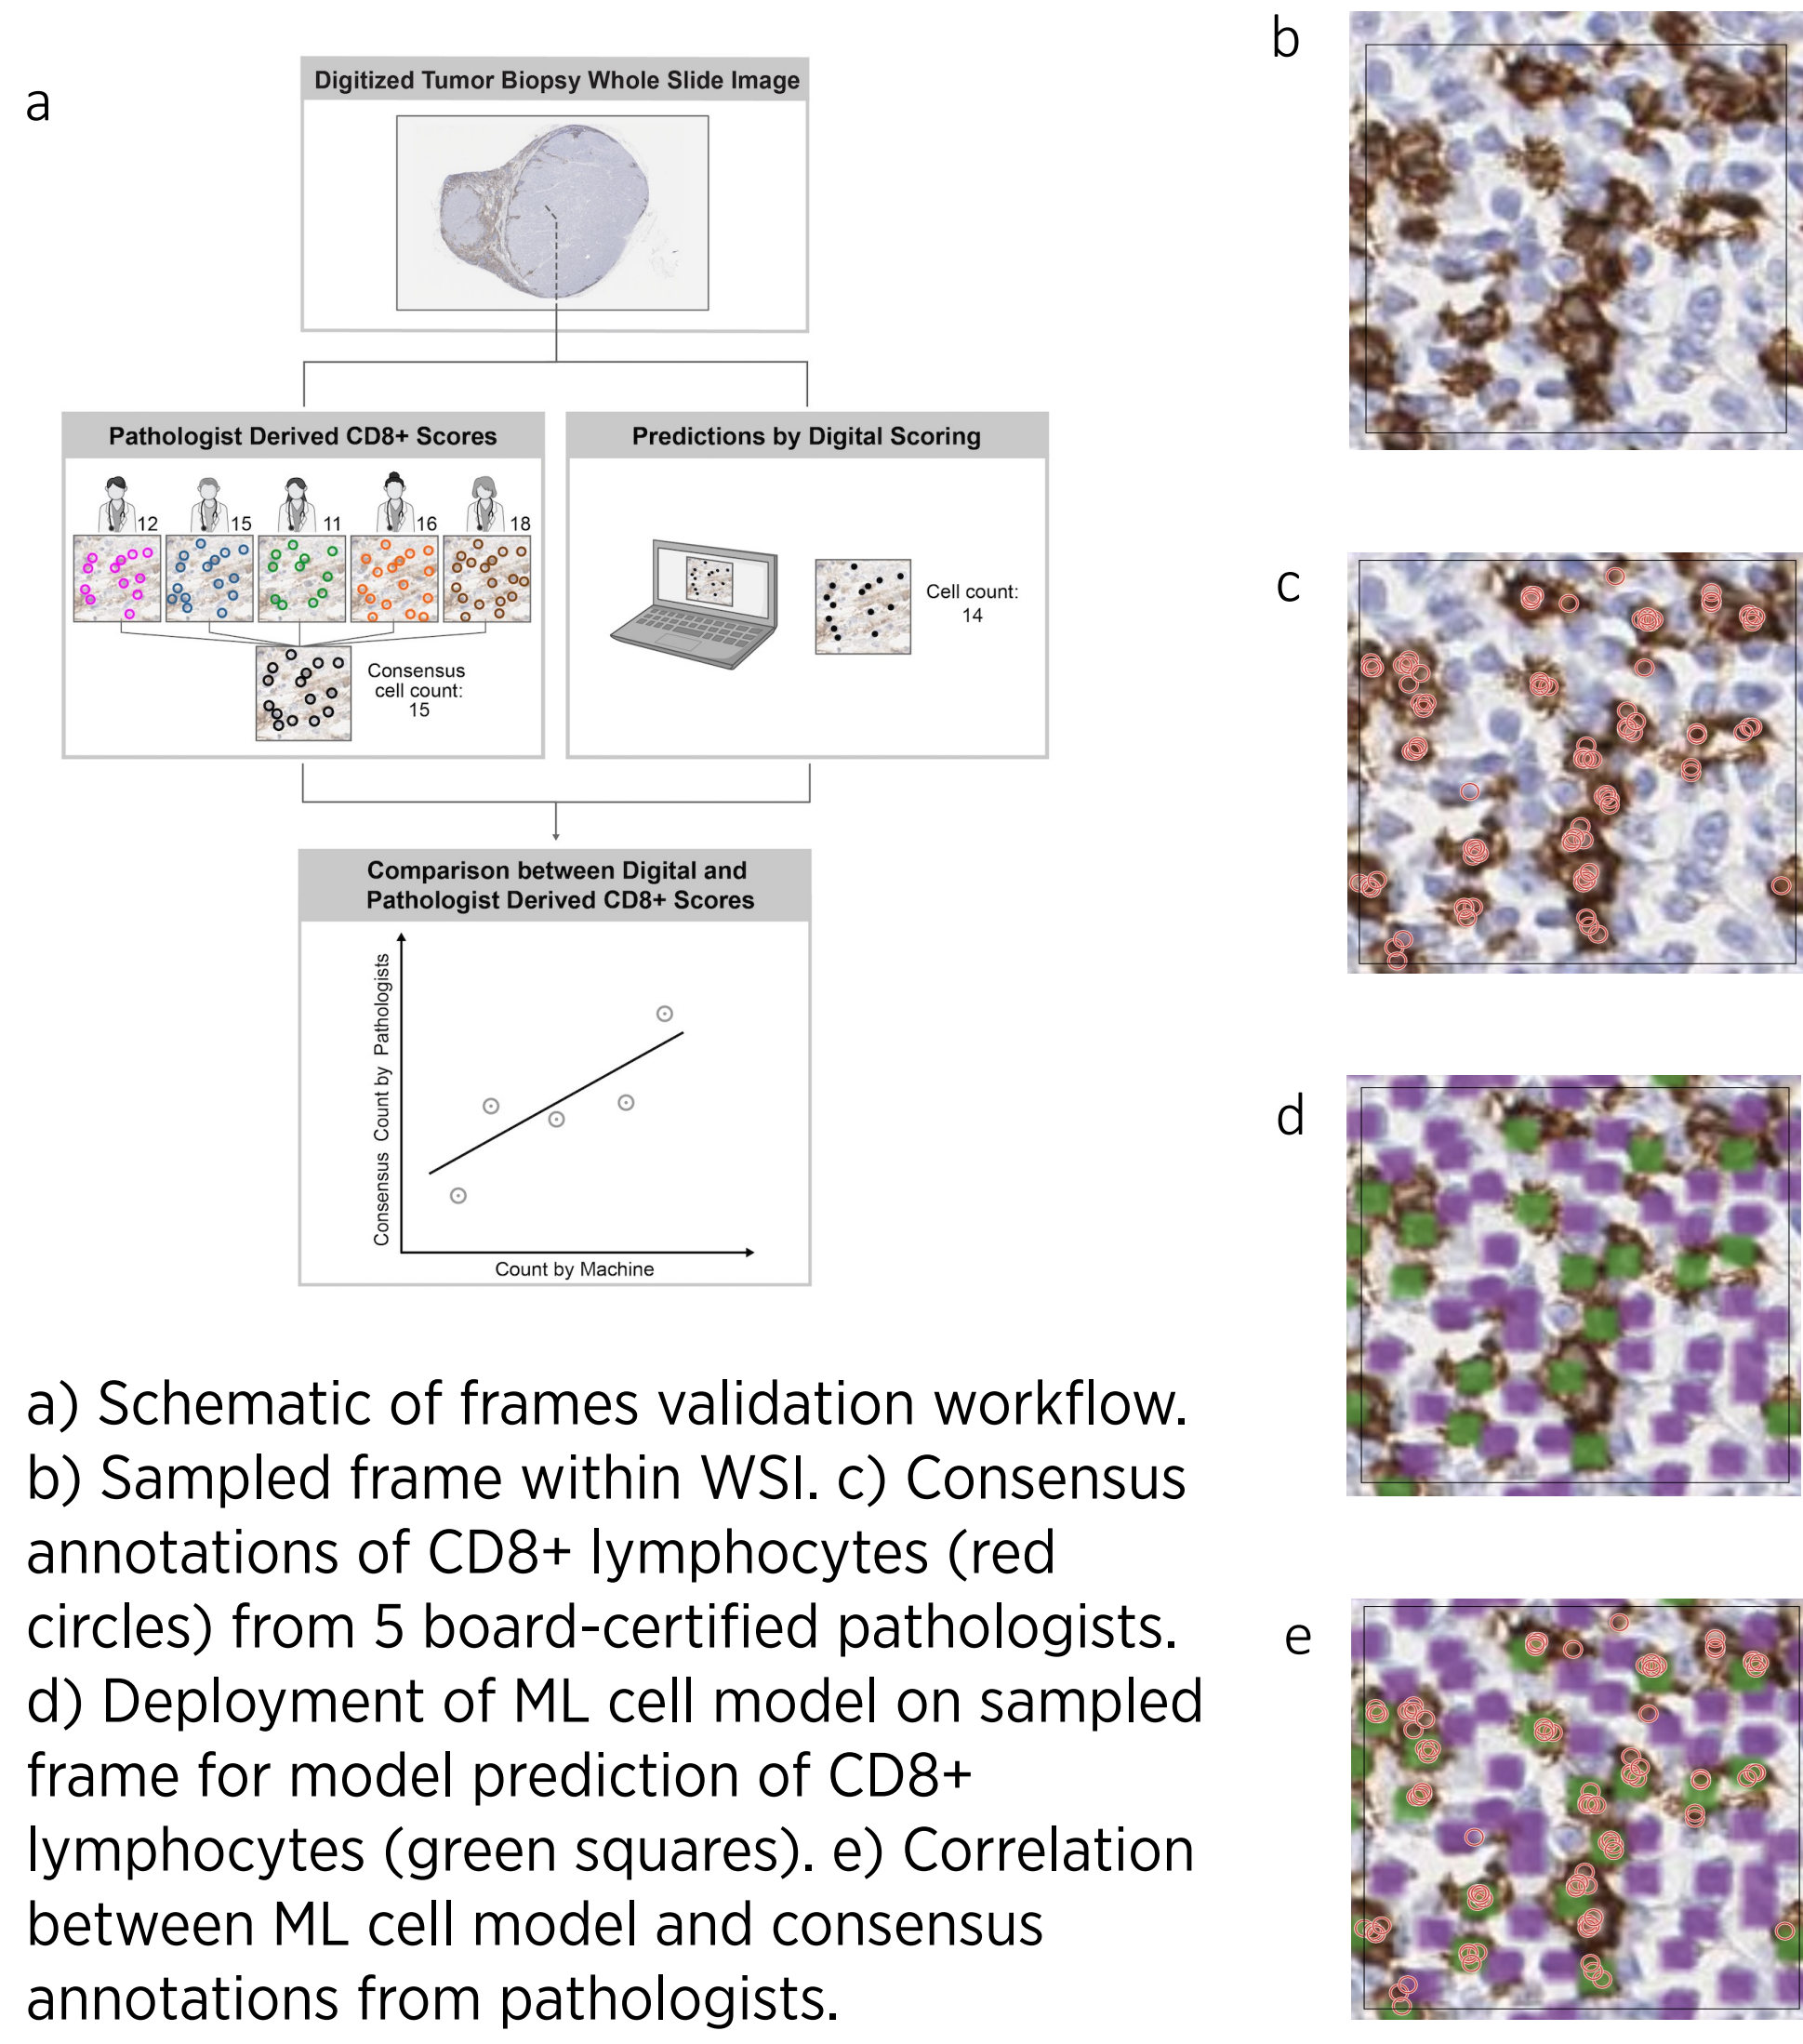 a
Digitized Tumor Biopsy Whole Slide Image
Pathologist Derived CD8+ Scores
12
15
11
16
18
Consensus
cell count:
15
Predictions by Digital Scoring
Cell count:
14
Comparison between Digital and
Pathologist Derived CD8+ Scores
Consensus Count by Pathologists
Count by Machine
b
c
d
e
a) Schematic of frames validation workflow.
b) Sampled frame within WSI. c) Consensus
annotations of CD8+ lymphocytes (red
circles) from 5 board-certified pathologists.
d) Deployment of ML cell model on sampled
frame for model prediction of CD8+
lymphocytes (green squares). e) Correlation
between ML cell model and consensus
annotations from pathologists.